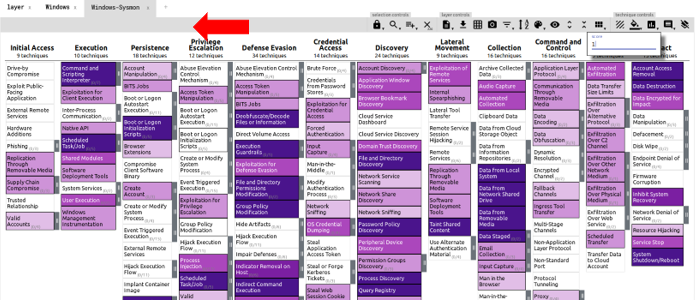 layer
x
Windows
x
Windows-Sysmon
x
+
selection controls
layer controls
technique controls
score
1
Initial Access
9 techniques
Execution
10 techniques
Persistence
18 techniques
Privilege
Escalation
12 techniques
Defense Evasion
34 techniques
Credential
Access
14 techniques
Discovery
24 techniques
Lateral
Movement
9 techniques
Collection
16 techniques
Command and
Control
16 techniques
Drive-by
Compromise
Exploit Public-
Facing
Application
External Remote
Services
Hardware
Additions
Phishing
Replication
Through
Removable Media
Supply Chain
Compromise
Trusted
Relationship
Valid
Accounts
Command and
Scripting
Interpreter
Exploitation for
Client Execution
Inter-Process
Communication
Native API
Scheduled
Task/Job
Shared Modules
Software
Deployment Tools
System Services
User Execution
Windows
Management
Instrumentation
Account
Manipulation
BITS Jobs
Boot or Logon
Autostart
Execution
Boot or Logon
Initialization
Scripts
Browser
Extensions
Compromise
Client Software
Binary
Create
Account
Create or Modify
System
Process
Event Triggered
Execution
External Remote
Services
Hijack Execution
Flow
Implant Container
Image
Abuse Elevation
Control
Mechanism
Access Token
Manipulation
Boot or Logon
Autostart
Execution
Boot or Logon
Initialization
Scripts
Create or Modify
System
Process
Event Triggered
Execution
Exploitation for
Privilege
Escalation
Group Policy
Modification
Hijack Execution
Flow
Process
Injection
Scheduled
Task/Job
Valid
Abuse Elevation Control
Mechanism
Access Token
Manipulation
BITS Jobs
Deobfuscate/Decode
Files or Information
Direct Volume Access
Execution
Guardrails
Exploitation for Defense
Evasion
File and Directory
Permissions
Modification
Group Policy
Modification
Hide Artifacts
Hijack Execution
Flow
Impair Defenses
Indicator Removal on
Host
Indirect Command
Execution
Brute Force
Credentials
From Password
Stores
Exploitation for
Credential
Access
Forced
Authentication
Input
Capture
Man-in-the-
Middle
Modify
Authentication
Process
Network
Sniffing
OS Credential
Dumping
Steal
Application
Access Token
Steal or Forge
Kerberos
Tickets
Steal Web
Session Cookie
Account Discovery
Application Window
Discovery
Browser Bookmark
Discovery
Cloud Service
Dashboard
Cloud Service Discovery
Domain Trust Discovery
File and Directory
Discovery
Network Service
Scanning
Network Share
Discovery
Network Sniffing
Password Policy
Discovery
Peripheral Device
Discovery
Permission Groups
Discovery
Process Discovery
Query Registry
Exploitation of
Remote
Services
Internal
Spearphishing
Lateral Tool
Transfer
Remote Service
Session
Hijacking
Remote
Services
Replication
Through
Removable
Media
Software
Deployment
Tools
Taint Shared
Content
Use Alternate
Authentication
Material
Archive Collected
Data
Audio Capture
Automated
Collection
Clipboard Data
Data from Cloud
Storage Object
Data from
Information
Repositories
Data from Local
System
Data from
Network Shared
Drive
Data from
Removable
Media
Data Staged
Email
Collection
Input Capture
Man in the
Browser
Man-in-the-
Application Layer
Protocol
Communication
Through
Removable
Media
Data
Encoding
Data
Obfuscation
Dynamic
Resolution
Encrypted
Channel
Fallback
Channels
Ingress Tool
Transfer
Multi-Stage
Channels
Non-Application
Layer Protocol
Non-Standard
Port
Protocol
Tunneling
Automated
Exfiltration
Exfiltration
Over
Alternative
Protocol
Exfiltration
Over C2
Channel
Exfiltration
Over Other
Network
Medium
Exfiltration
Over Physical
Medium
Exfiltration
Over Web
Service
Scheduled
Transfer
Transfer Data
to Cloud
Account
Account Access
Removal
Data Destruction
Data Encrypted for
Impact
Data
Manipulation
Defacement
Disk Wipe
Endpoint Denial of
Service
Firmware
Corruption
Inhibit System
Recovery
Network Denial of
Service
Resource Hijacking
Service Stop
System
Shutdown/Reboot